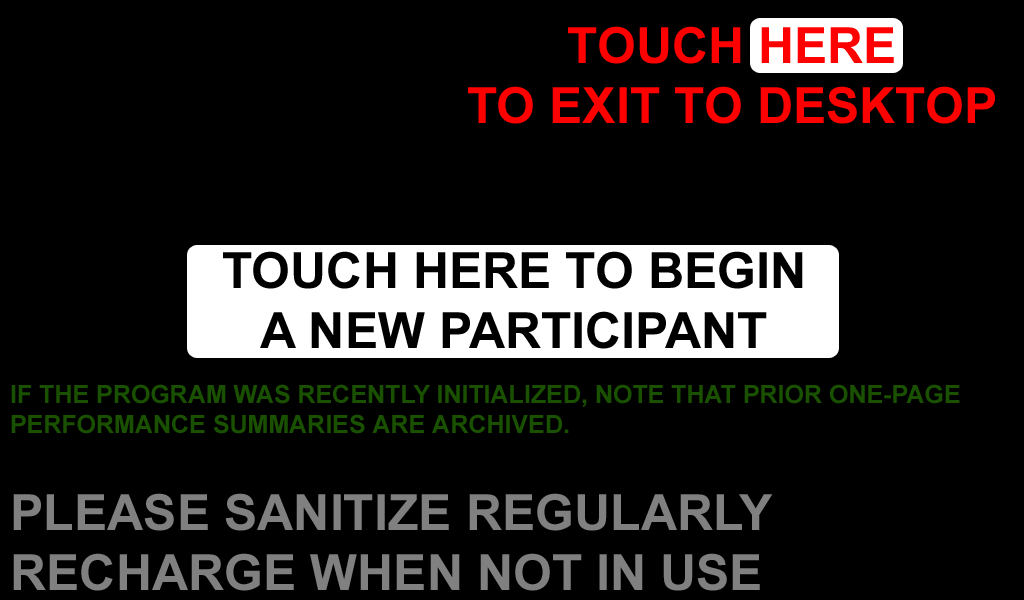 TOUCH HERE
TO EXIT TO DESKTOP
TOUCH HERE TO BEGIN
A NEW PARTICIPANT
IF THE PROGRAM WAS RECENTLY INITIALIZED, NOTE THAT PRIOR ONE-PAGE
PERFORMANCE SUMMARIES ARE ARCHIVED.
PLEASE SANITIZE REGULARLY
RECHARGE WHEN NOT IN USE